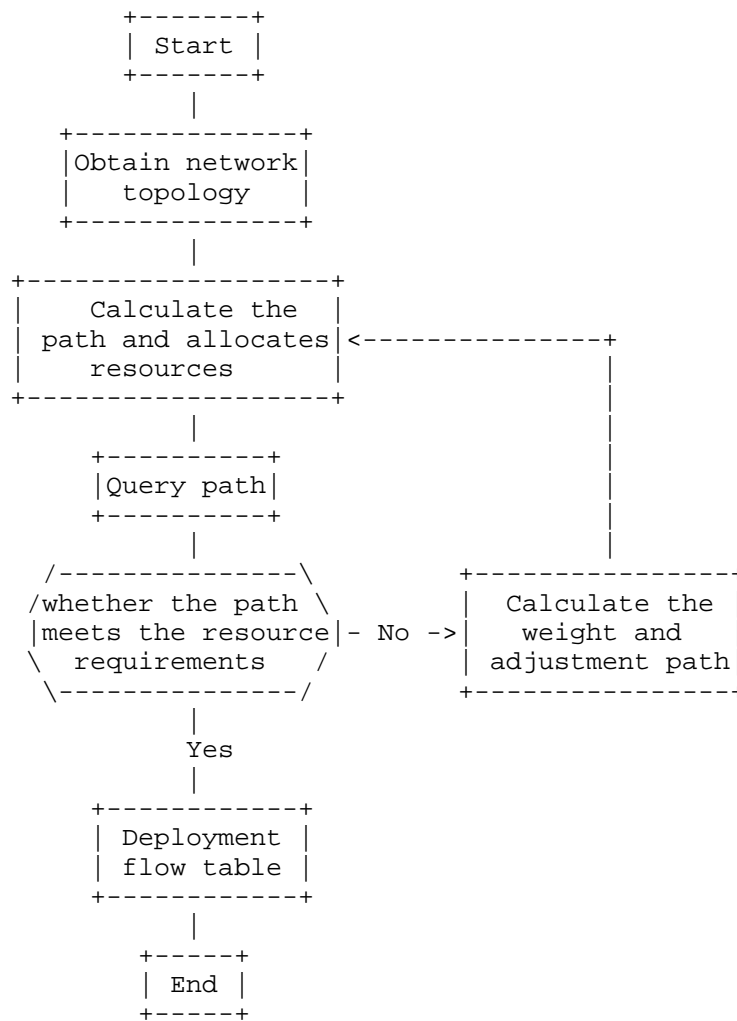 Start
Obtain network
topology
Calculate the
path and allocates
resources
Query path
whether the path
meets the resource
requirements
No
Calculate the
weight and
adjustment path
Yes
Deployment
flow table
End